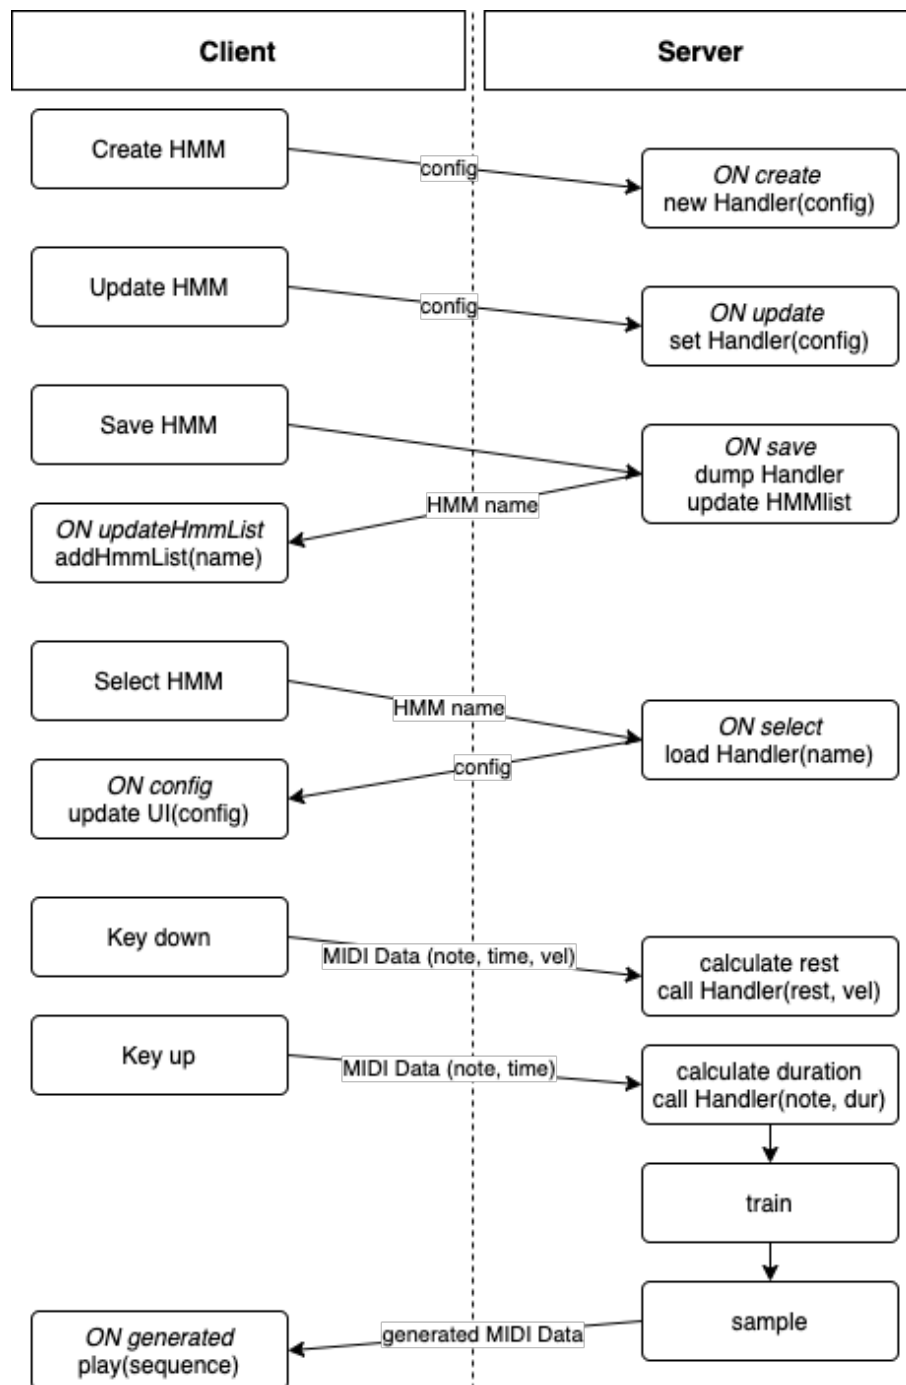 Client
Server
Create HMM
config
ON create
new Handler(config)
Update HMM
config
ON update
set Handler(config)
Save HMM
ON save
dump Handler
update HMMlist
HMM name
ON updateHmmList
addHmmList(name)
Select HMM
HMM name
ON select
load Handler(name)
config
ON config
update UI(config)
Key down
MIDI Data (note, time, vel)
calculate rest
call Handler(rest, vel)
Key up
MIDI Data (note, time)
calculate duration
call Handler(note, dur)
train
sample
generated MIDI Data
ON generated
play(sequence)